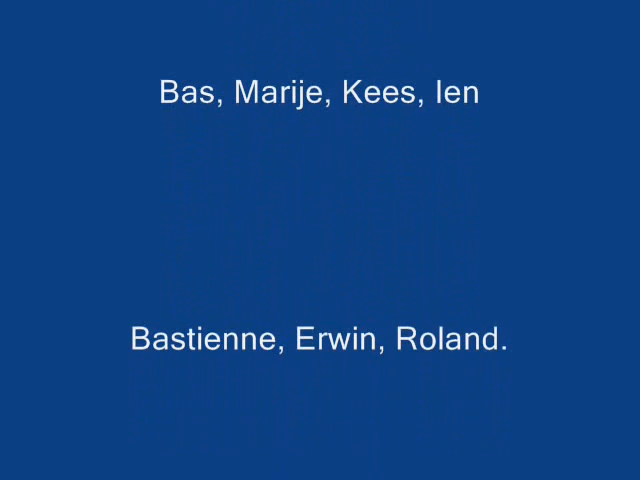 Bas, Marije, Kees, Ien
Bastienne, Erwin, Roland.